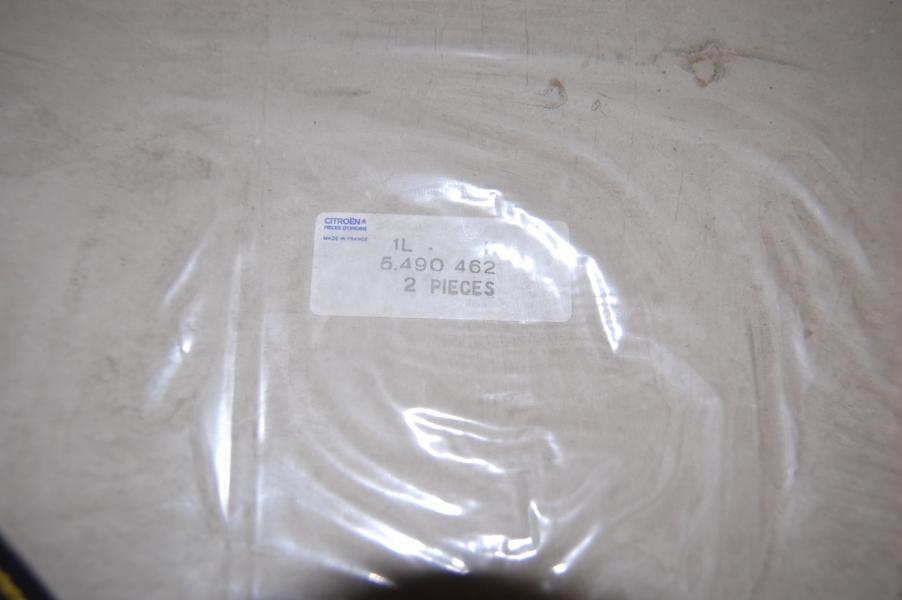 CITROËN
PIECES D'ORIGINE
MADE IN FRANCE
1L . K
5.490 462
2 PIECES